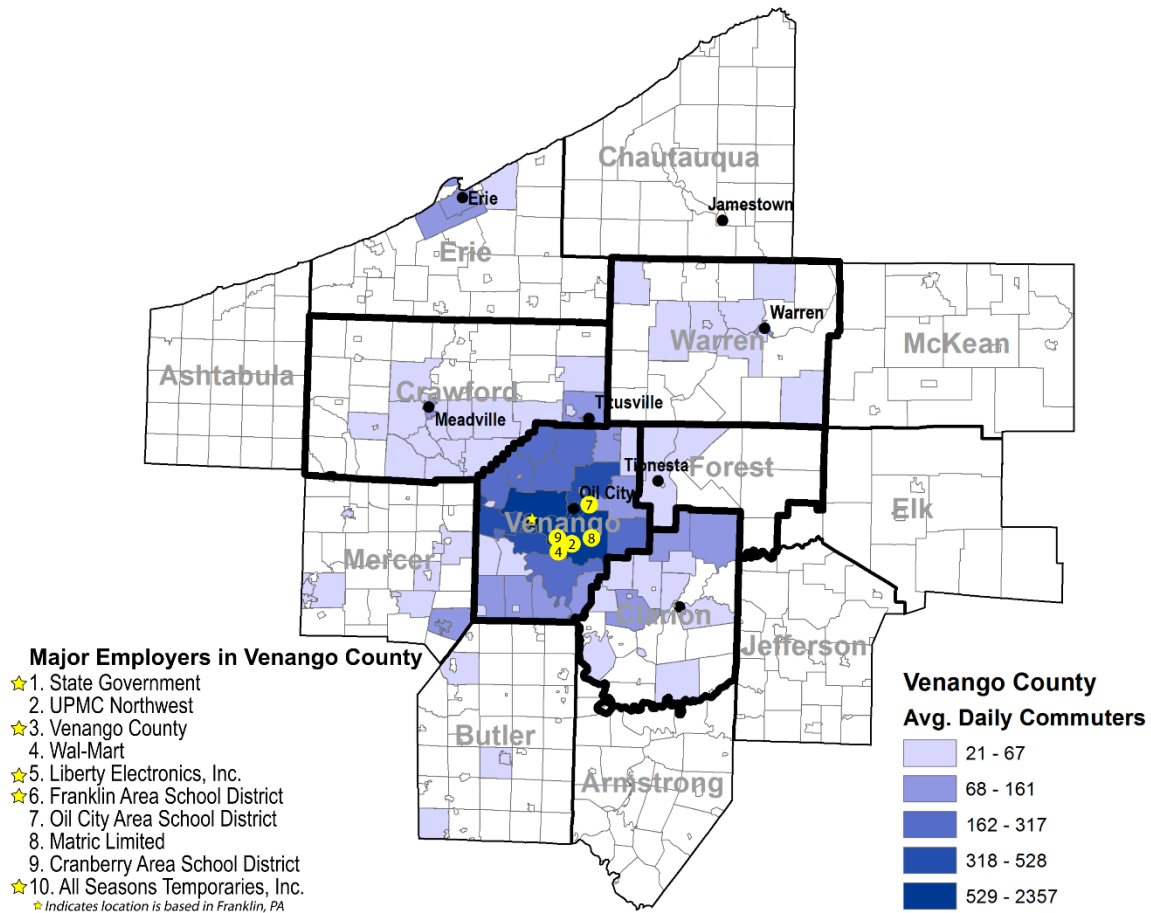 Chautauqua
Jamestown
Erie
Erie
Warren
Warren
McKean
Ashtabula
Crawford
Meadville
Titusville
Tionesta
Forest
Oil City
7
Venango
9
2
8
4
Elk
Mercer
Clarion
Jefferson
Butler
Armstrong
Major Employers in Venango County
1. State Government
2. UPMC Northwest
3. Venango County
4. Wal-Mart
5. Liberty Electronics, Inc.
6. Franklin Area School District
7. Oil City Area School District
8. Matric Limited
9. Cranberry Area School District
10. All Seasons Temporaries, Inc.
Indicates location is based in Franklin, PA
Venango County
Avg. Daily Commuters
21 - 67
68 - 161
162 - 317
318 - 528
529 - 2357